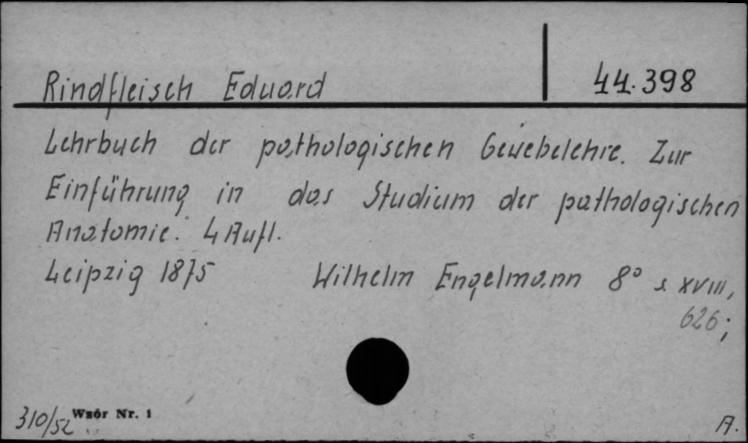 Rindfleisch Eduard 44.398
Lehrbuch der pathologischen Gewebelehre. Zur
Einführung in das Studium der pathologischen
Anatomie. 4 Aufl.
Leipzig 1875 Wilhelm Engelmann 8° s. XVIII,
626;
310/52 Wzór Nr. 1 A.